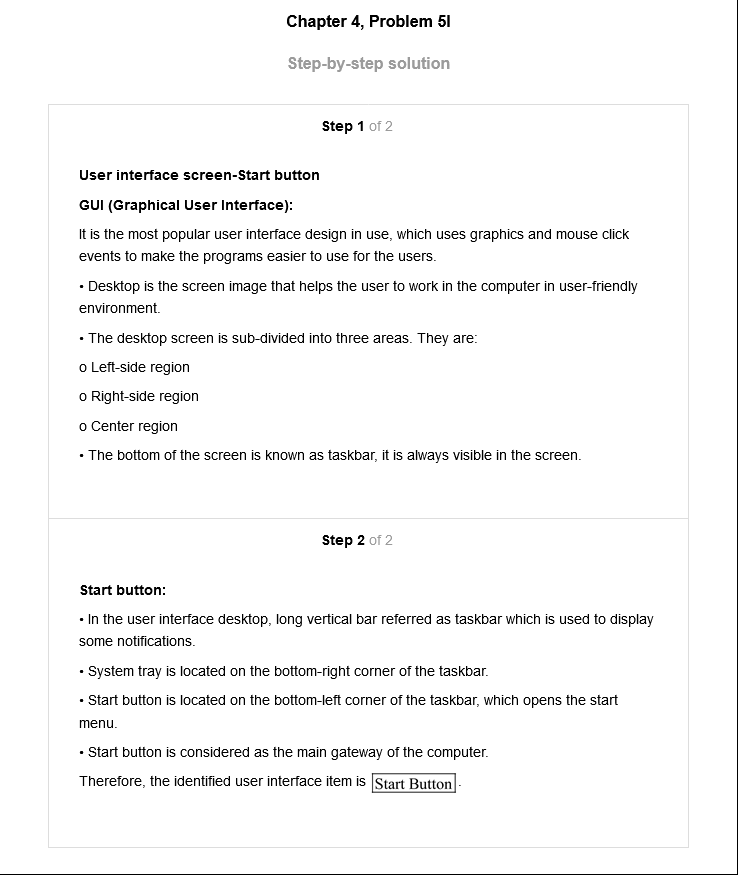 Chapter 4, Problem 5I
Step-by-step solution
Step 1 of 2
User interface screen-Start button
GUI (Graphical User Interface):
It is the most popular user interface design in use, which uses graphics and mouse click
events to make the programs easier to use for the users.
• Desktop is the screen image that helps the user to work in the computer in user-friendly
environment.
• The desktop screen is sub-divided into three areas. They are:
o Left-side region
o Right-side region
o Center region
• The bottom of the screen is known as taskbar, it is always visible in the screen.
Step 2 of 2
Start button:
• In the user interface desktop, long vertical bar referred as taskbar which is used to display
some notifications.
• System tray is located on the bottom-right corner of the taskbar.
• Start button is located on the bottom-left corner of the taskbar, which opens the start
menu.
• Start button is considered as the main gateway of the computer.
Therefore, the identified user interface item is Start Button.